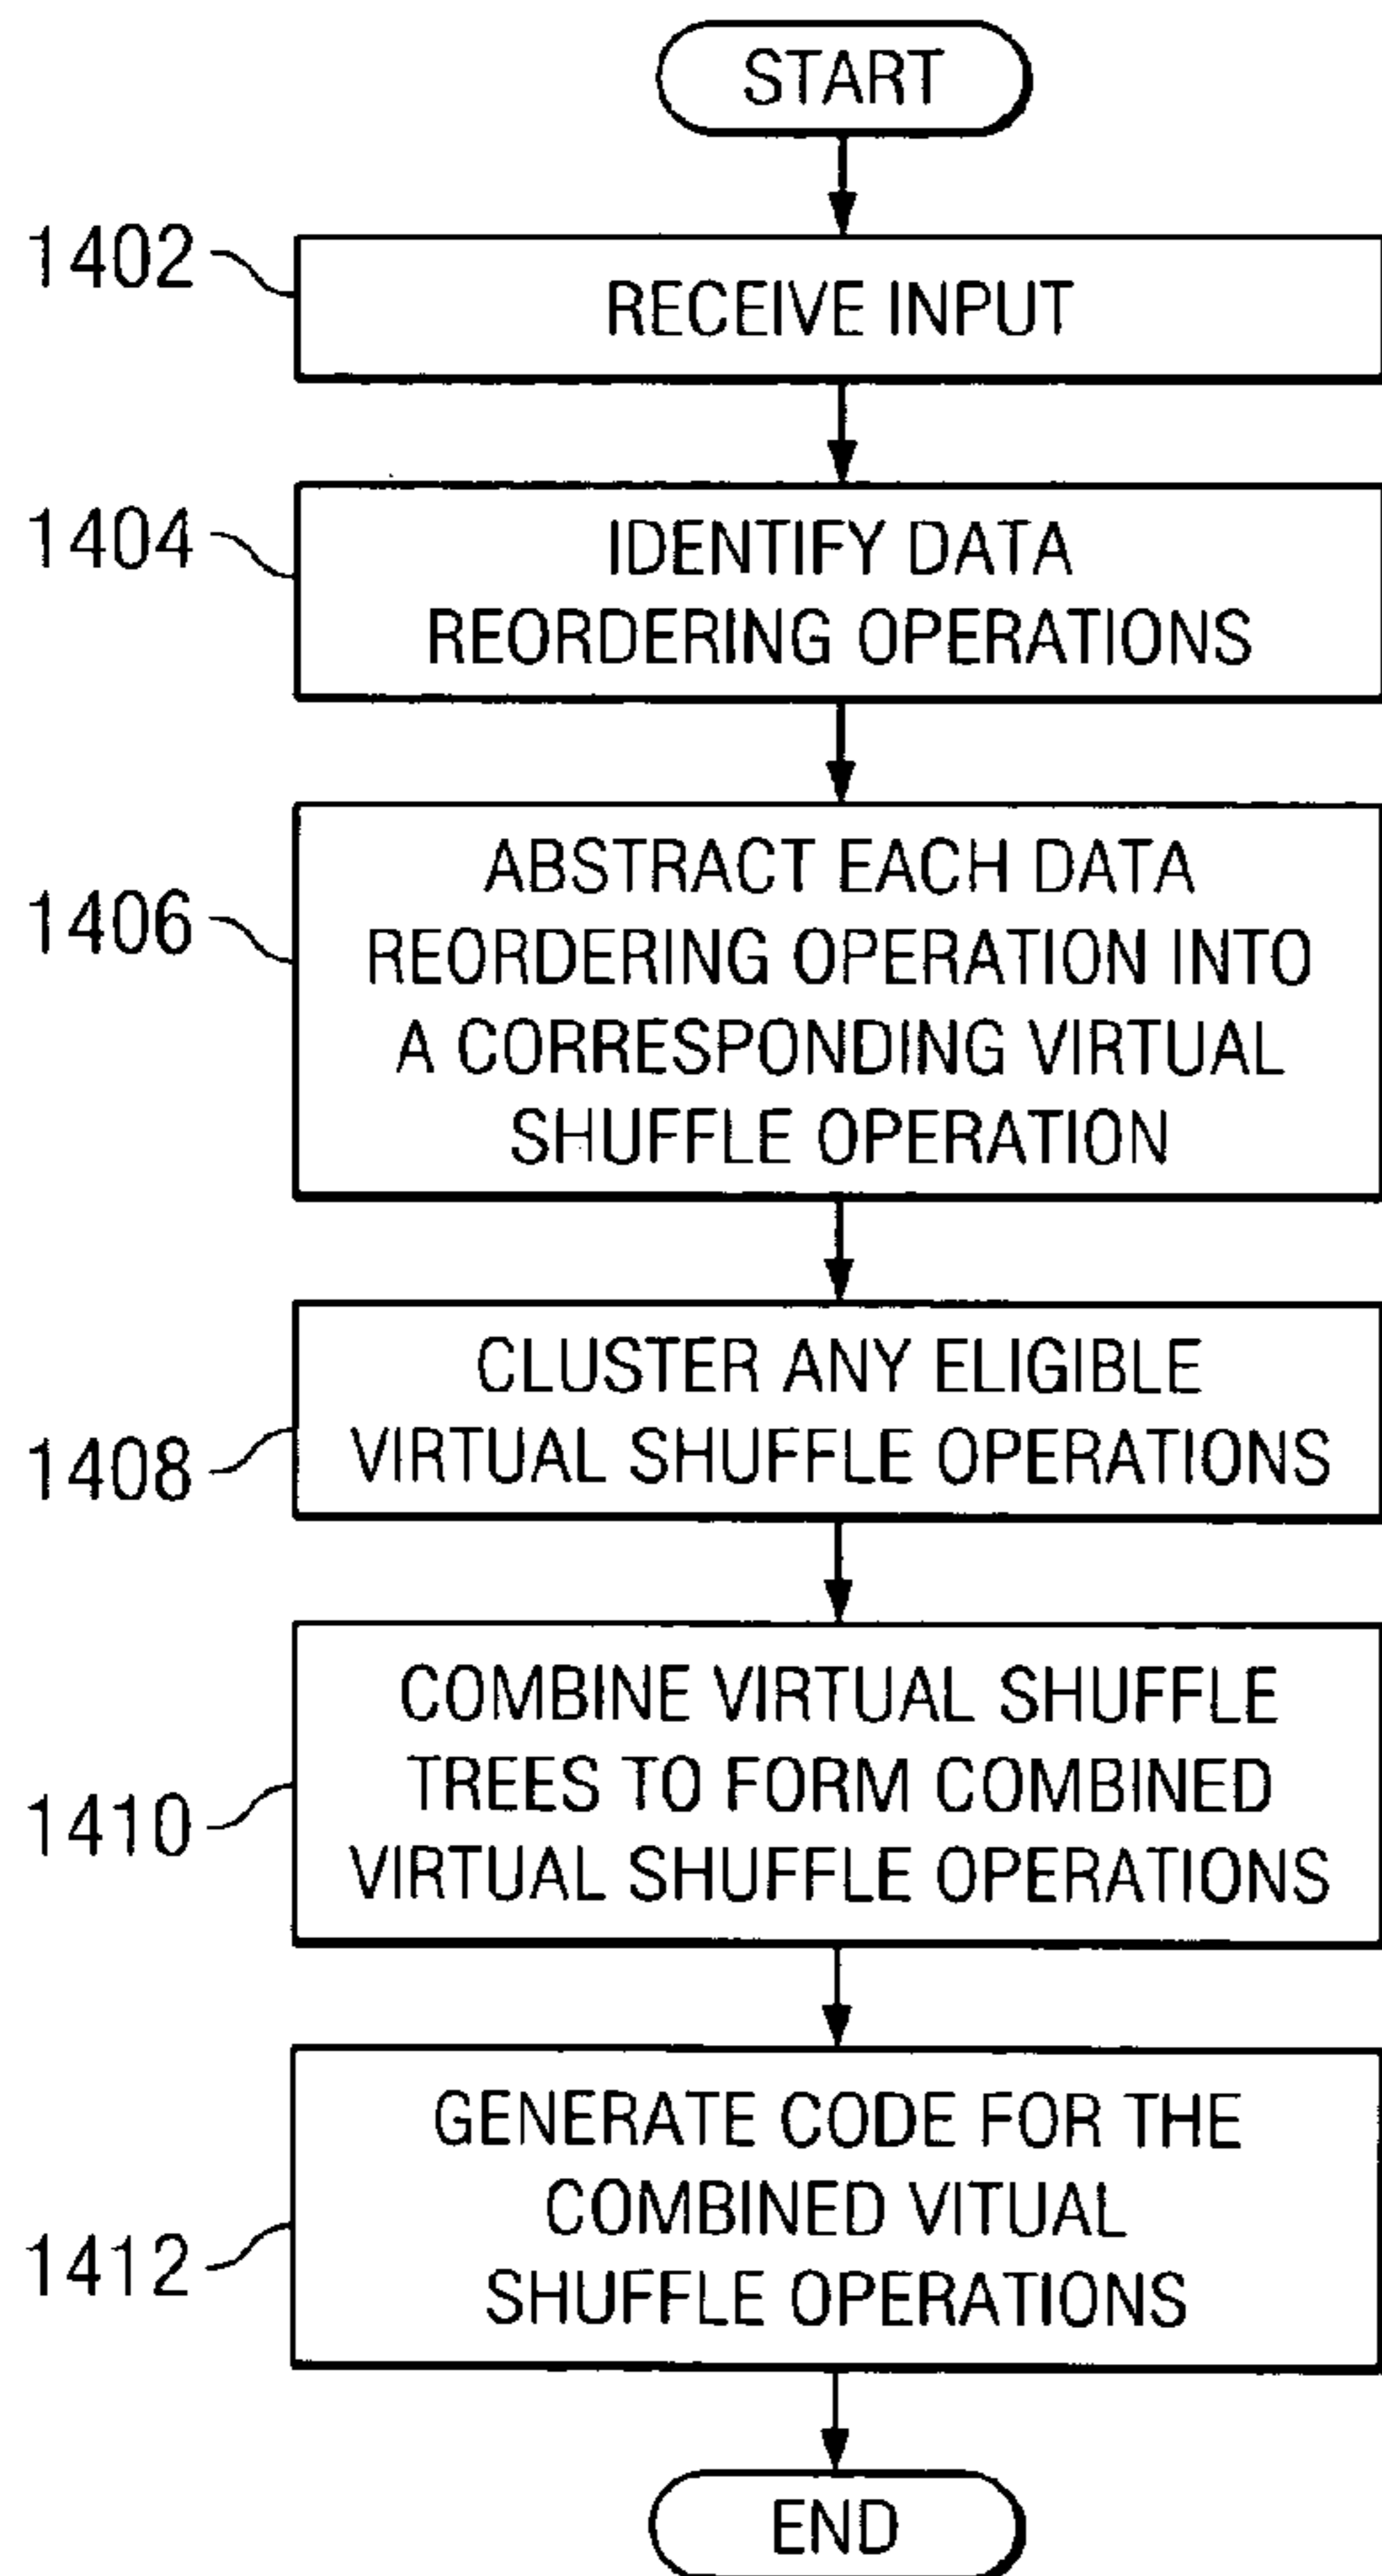 START
1402
RECEIVE INPUT
1404
IDENTIFY DATA
REORDERING OPERATIONS
1406
ABSTRACT EACH DATA
REORDERING OPERATION INTO
A CORRESPONDING VIRTUAL
SHUFFLE OPERATION
1408
CLUSTER ANY ELIGIBLE
VIRTUAL SHUFFLE OPERATIONS
1410
COMBINE VIRTUAL SHUFFLE
TREES TO FORM COMBINED
VIRTUAL SHUFFLE OPERATIONS
1412
GENERATE CODE FOR THE
COMBINED VITUAL
SHUFFLE OPERATIONS
END